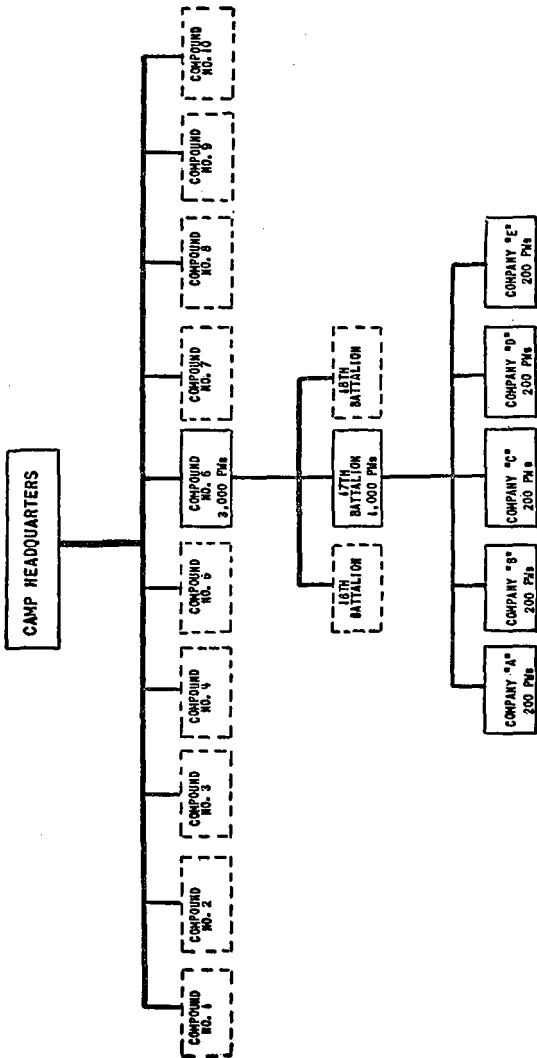 CAMP HEADQUARTERS
COMPOUND
NO. 1
COMPOUND
NO. 2
COMPOUND
NO. 3
COMPOUND
NO. 4
COMPOUND
NO. 5
COMPOUND
NO. 6
3,000 PWs
COMPOUND
NO. 7
COMPOUND
NO. 8
COMPOUND
NO. 9
COMPOUND
NO. 10
16TH
BATTALION
17TH
BATTALION
1,000 PWs
18TH
BATTALION
COMPANY "A"
200 PWs
COMPANY "B"
200 PWs
COMPANY "C"
200 PWs
COMPANY "D"
200 PWs
COMPANY "E"
200 PWs